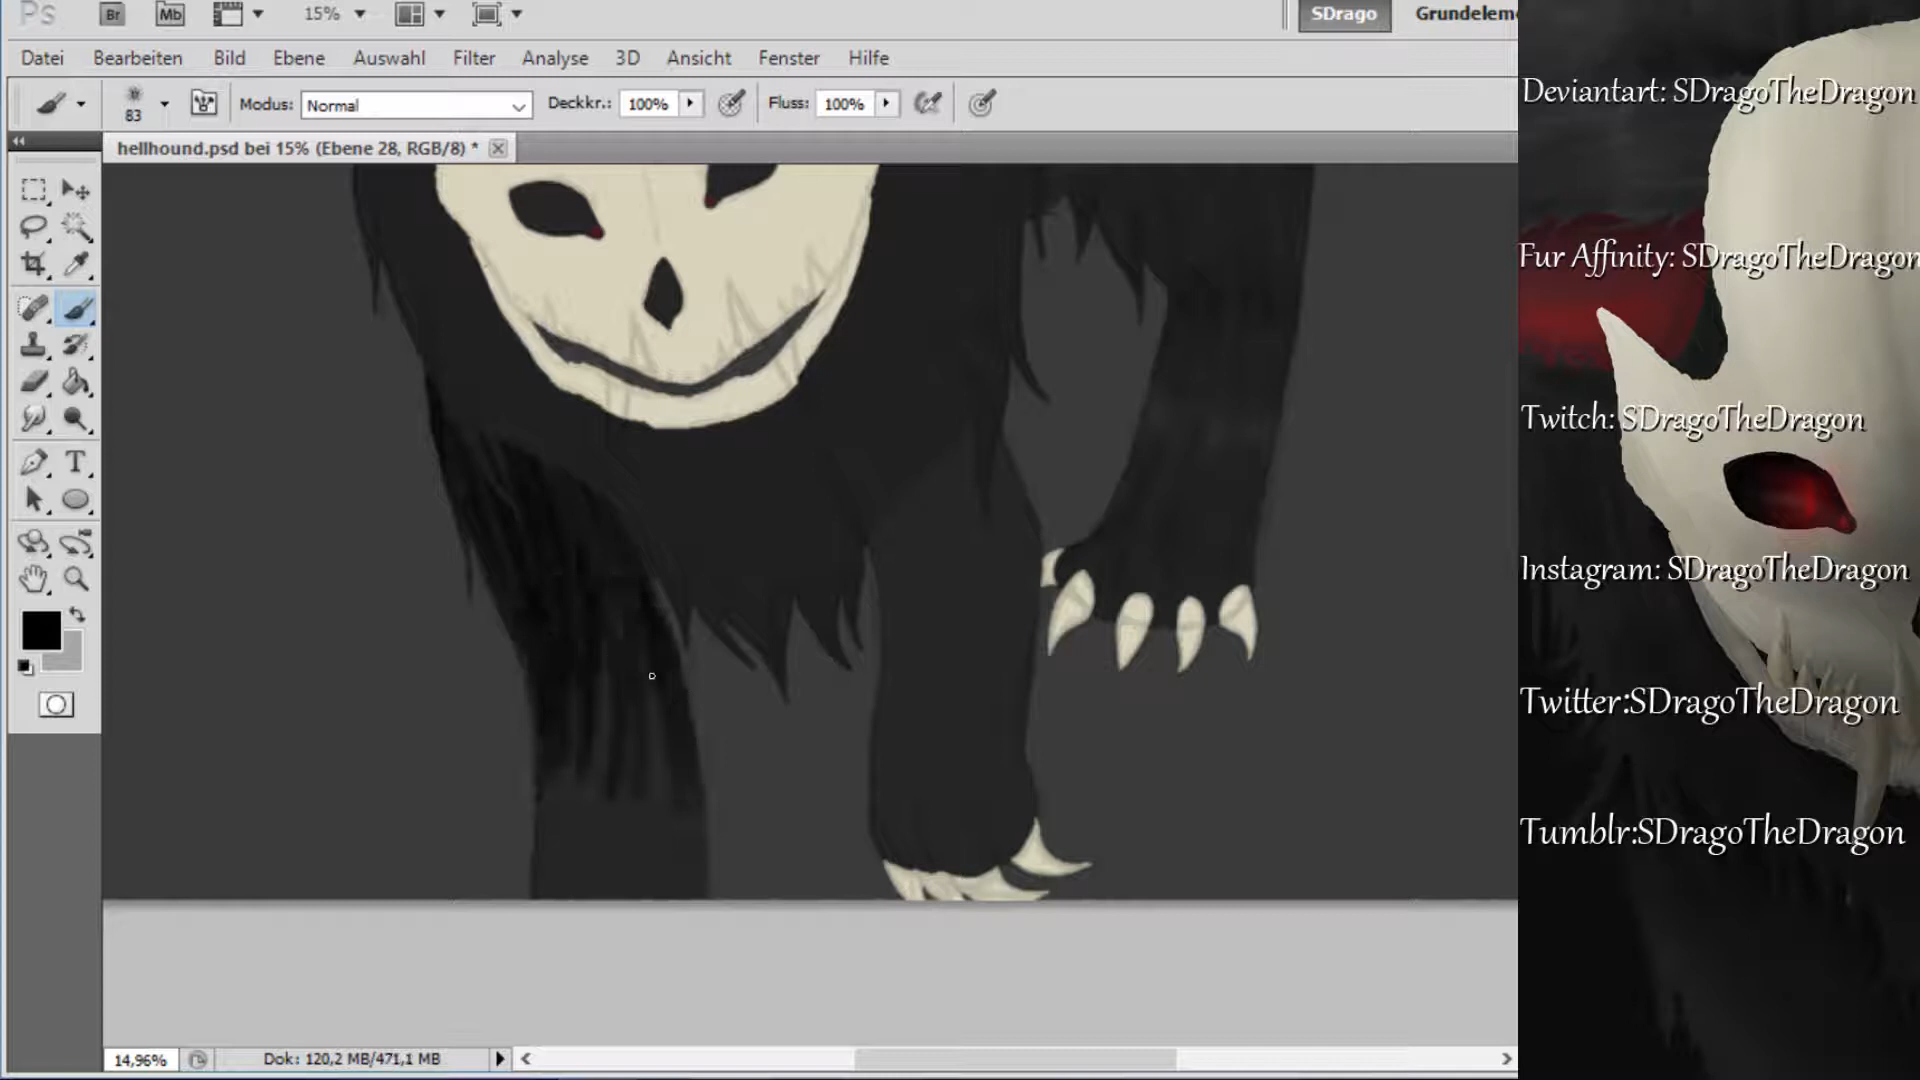 Ps Br Mb 15% SDrago Grundeleme
Datei Bearbeiten Bild Ebene Auswahl Filter Analyse 3D Ansicht Fenster Hilfe
83 Modus: Normal Deckkr.: 100% Fluss: 100%
hellhound.psd bei 15% (Ebene 28, RGB/8) *
T
14,96% Dok: 120,2 MB/471,1 MB
Deviantart: SDragoTheDragon
Fur Affinity: SDragoTheDragon
Twitch: SDragoTheDragon
Instagram: SDragoTheDragon
Twitter:SDragoTheDragon
Tumblr:SDragoTheDragon